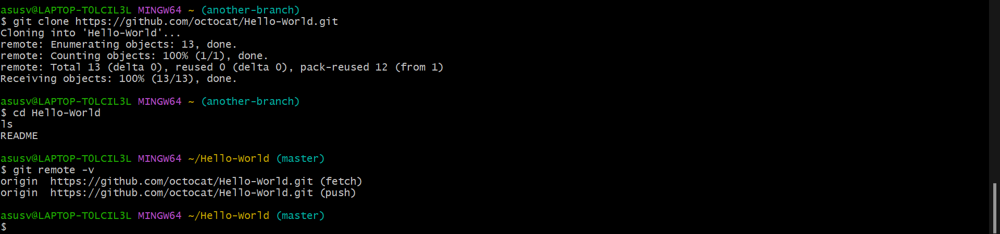 asusv@LAPTOP-T0LCIL3L MINGW64 ~ (another-branch)
$ git clone https://github.com/octocat/Hello-World.git
Cloning into 'Hello-World'...
remote: Enumerating objects: 13, done.
remote: Counting objects: 100% (1/1), done.
remote: Total 13 (delta 0), reused 0 (delta 0), pack-reused 12 (from 1)
Receiving objects: 100% (13/13), done.
asusv@LAPTOP-T0LCIL3L MINGW64 ~ (another-branch)
$ cd Hello-World
ls
README
asusv@LAPTOP-T0LCIL3L MINGW64 ~/Hello-World (master)
$ git remote -v
origin  https://github.com/octocat/Hello-World.git (fetch)
origin  https://github.com/octocat/Hello-World.git (push)
asusv@LAPTOP-T0LCIL3L MINGW64 ~/Hello-World (master)
$